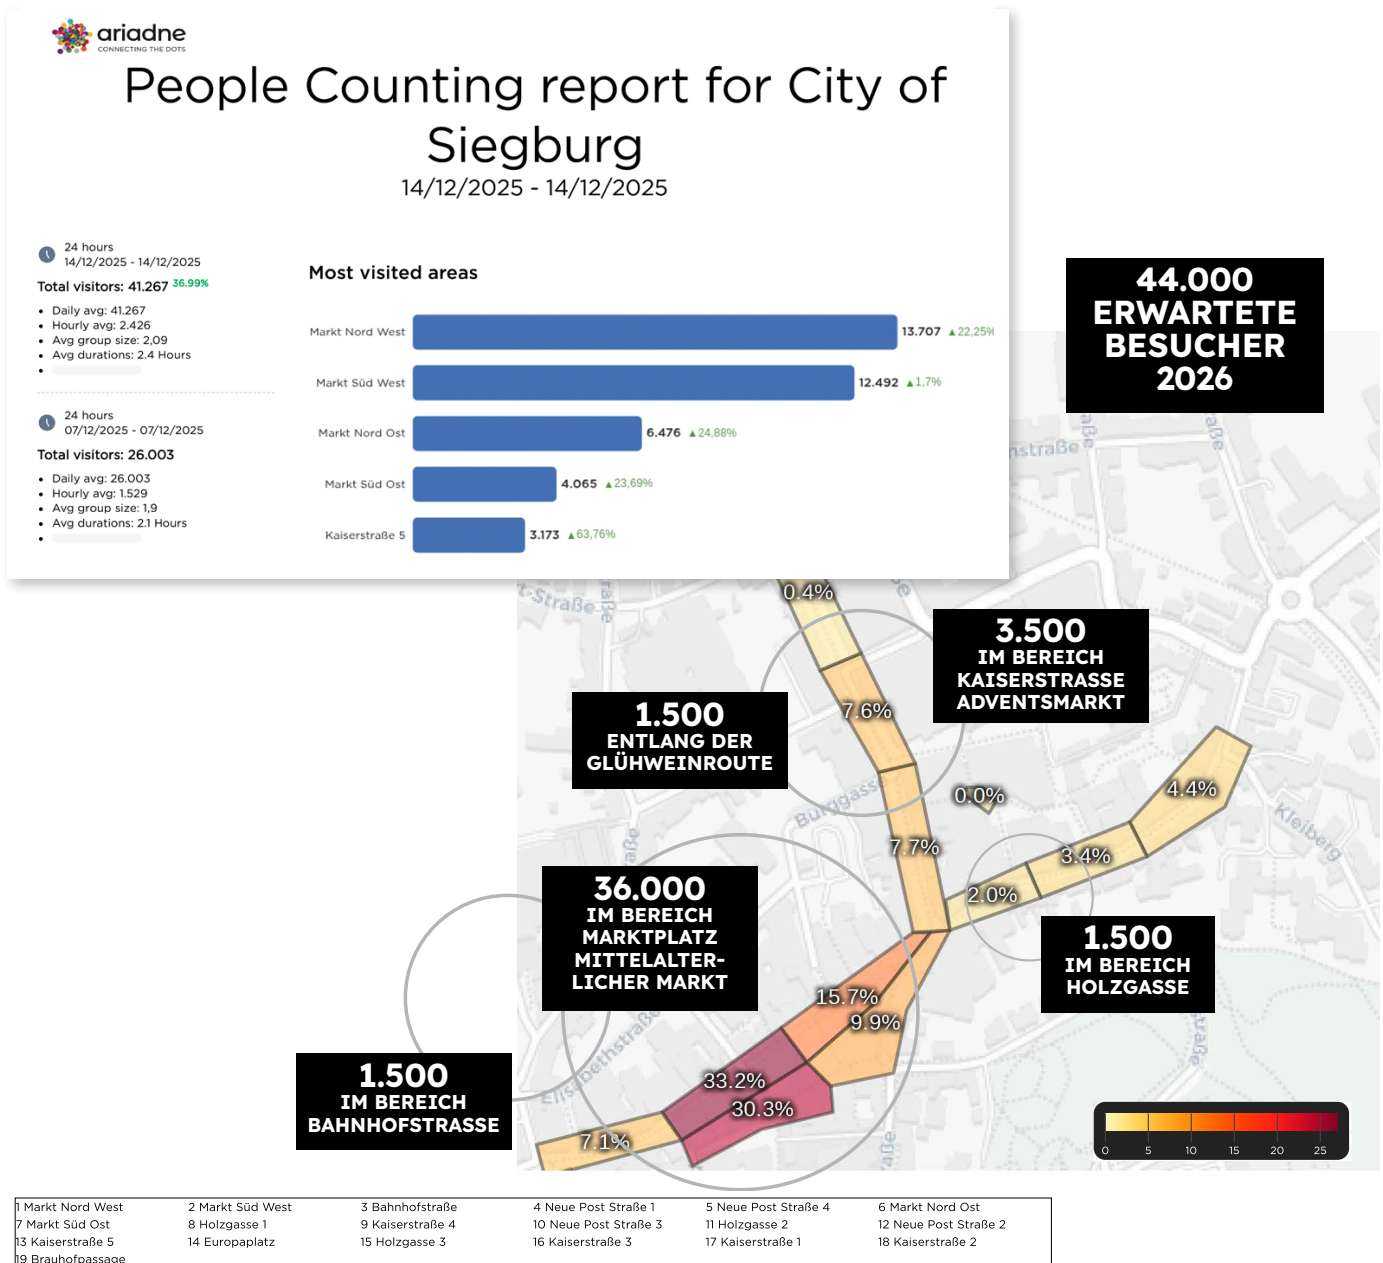 ariadne
CONNECTING THE DOTS
People Counting report for City of
Siegburg
14/12/2025 - 14/12/2025
24 hours
14/12/2025 - 14/12/2025
Total visitors: 41.267 36.99%
• Daily avg: 41.267
• Hourly avg: 2.426
• Avg group size: 2,09
• Avg durations: 2.4 Hours
24 hours
07/12/2025 - 07/12/2025
Total visitors: 26.003
• Daily avg: 26.003
• Hourly avg: 1.529
• Avg group size: 1,9
• Avg durations: 2.1 Hours
Most visited areas
Markt Nord West 13.707 ▲22,25%
Markt Süd West 12.492 ▲1,7%
Markt Nord Ost 6.476 ▲24,88%
Markt Süd Ost 4.065 ▲23,69%
Kaiserstraße 5 3.173 ▲63,76%
44.000
ERWARTETE
BESUCHER
2026
nstraße
aß
raß
t-Straße
raße
0.4%
3.500
IM BEREICH
KAISERSTRASSE
ADVENTSMARKT
1.500
ENTLANG DER
GLÜHWEINROUTE
7.6%
0.0%
4.4%
Burggasse
Kleiberg
7.7%
3.4%
2.0%
raße
36.000
IM BEREICH
MARKTPLATZ
MITTELALTER-
LICHER MARKT
1.500
IM BEREICH
HOLZGASSE
15.7%
9.9%
straße
Elisabethstraße
33.2%
30.3%
7.1%
aße
1.500
IM BEREICH
BAHNHOFSTRASSE
0 5 10 15 20 25
1 Markt Nord West 2 Markt Süd West 3 Bahnhofstraße 4 Neue Post Straße 1 5 Neue Post Straße 4 6 Markt Nord Ost
7 Markt Süd Ost 8 Holzgasse 1 9 Kaiserstraße 4 10 Neue Post Straße 3 11 Holzgasse 2 12 Neue Post Straße 2
13 Kaiserstraße 5 14 Europaplatz 15 Holzgasse 3 16 Kaiserstraße 3 17 Kaiserstraße 1 18 Kaiserstraße 2
19 Brauhofpassage